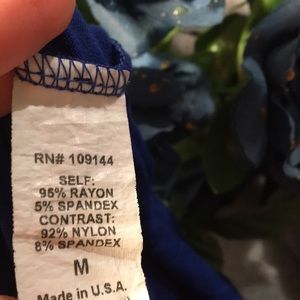 RN# 109144
SELF:
95% RAYON
5% SPANDEX
CONTRAST:
92% NYLON
8% SPANDEX
M
Made in U.S.A.